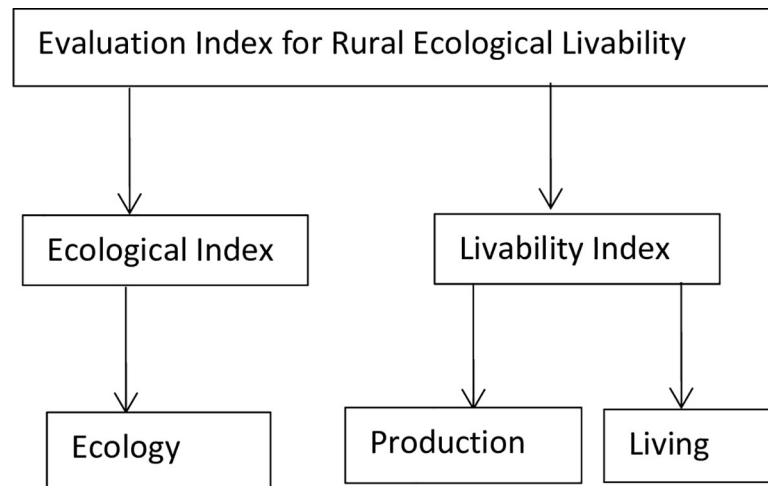 Evaluation Index for Rural Ecological Livability
Ecological Index
Livability Index
Ecology
Production
Living